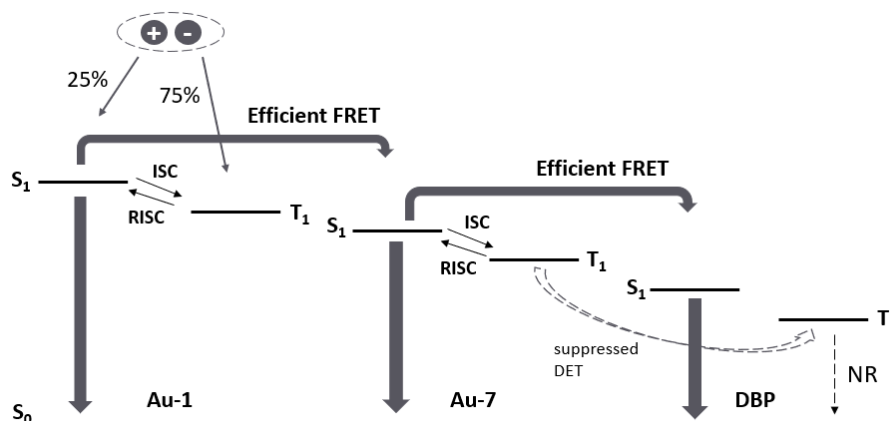 + -
25%
75%
Efficient FRET
Efficient FRET
S1
ISC
RISC
T1
S1
ISC
RISC
T1
S1
T
suppressed
DET
NR
S0
Au-1
Au-7
DBP